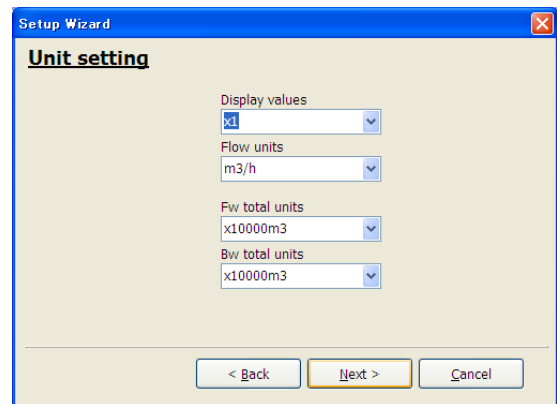 Setup Wizard
Unit setting
Display values
x1
Flow units
m3/h
Fw total units
x10000m3
Bw total units
x10000m3
< Back
Next >
Cancel